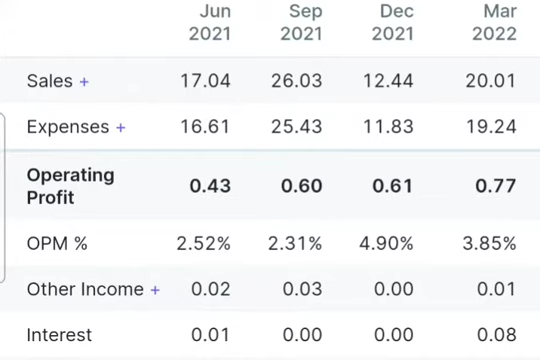 Jun Sep Dec Mar
2021 2021 2021 2022
Sales + 17.04 26.03 12.44 20.01
Expenses + 16.61 25.43 11.83 19.24
Operating
Profit 0.43 0.60 0.61 0.77
OPM % 2.52% 2.31% 4.90% 3.85%
Other Income + 0.02 0.03 0.00 0.01
Interest 0.01 0.00 0.00 0.08